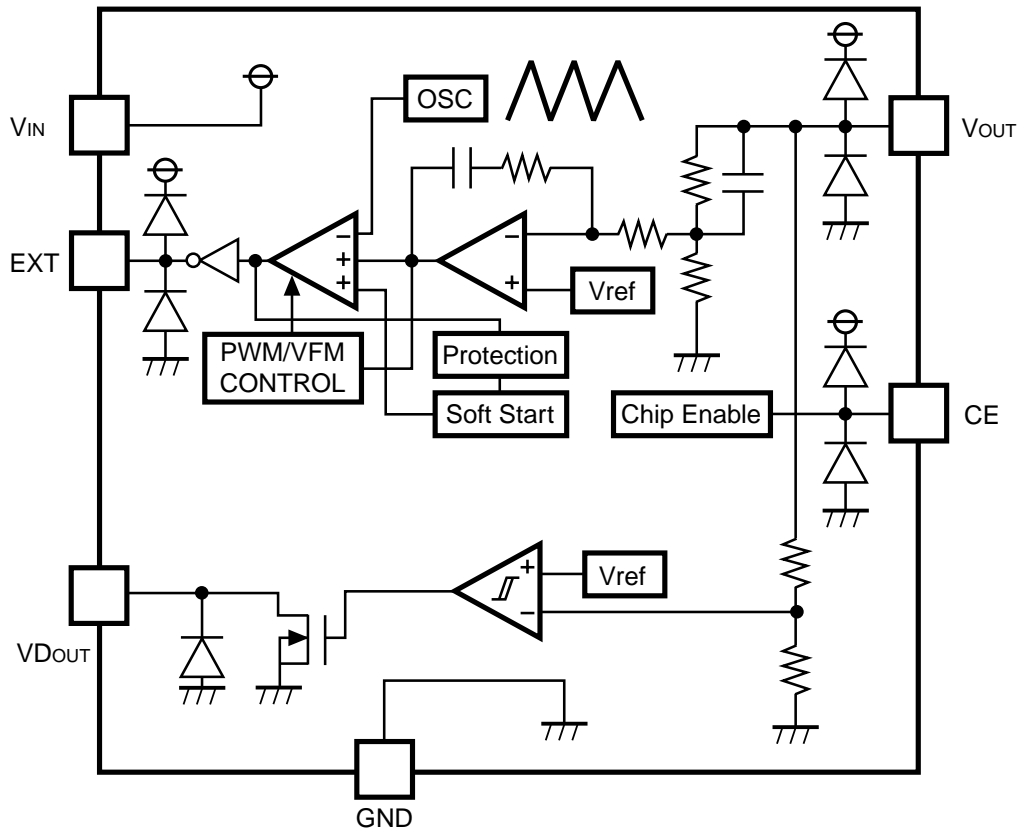 OSC
VIN
VOUT
EXT
−
+
+
−
+
Vref
PWM/VFM
CONTROL
Protection
Soft Start
Chip Enable
CE
+
−
Vref
VDOUT
GND